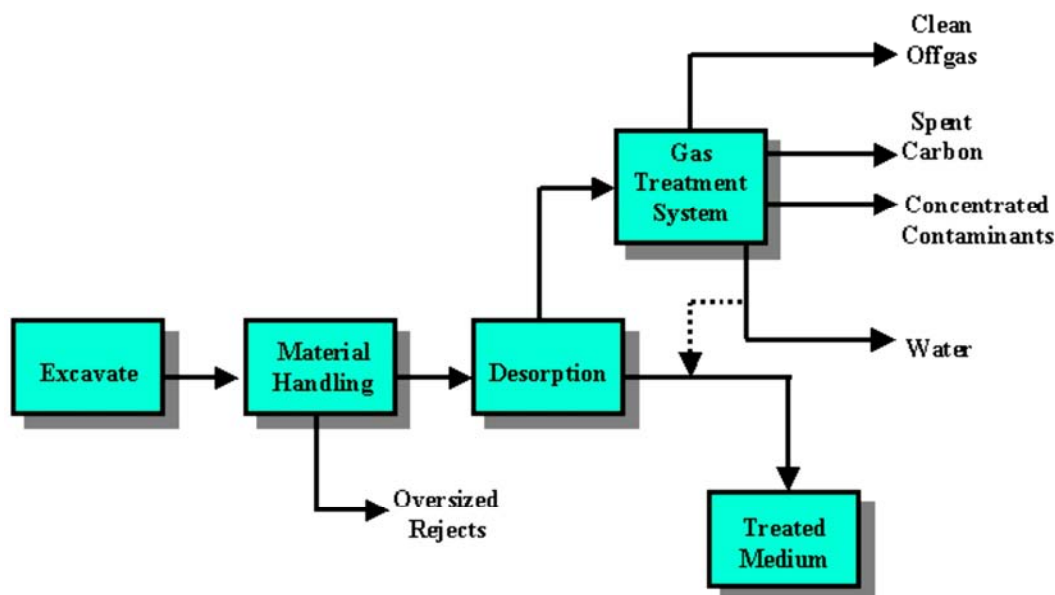 Clean
Offgas
Spent
Carbon
Gas
Treatment
System
Concentrated
Contaminants
Excavate
Material
Handling
Desorption
Water
Oversized
Rejects
Treated
Medium